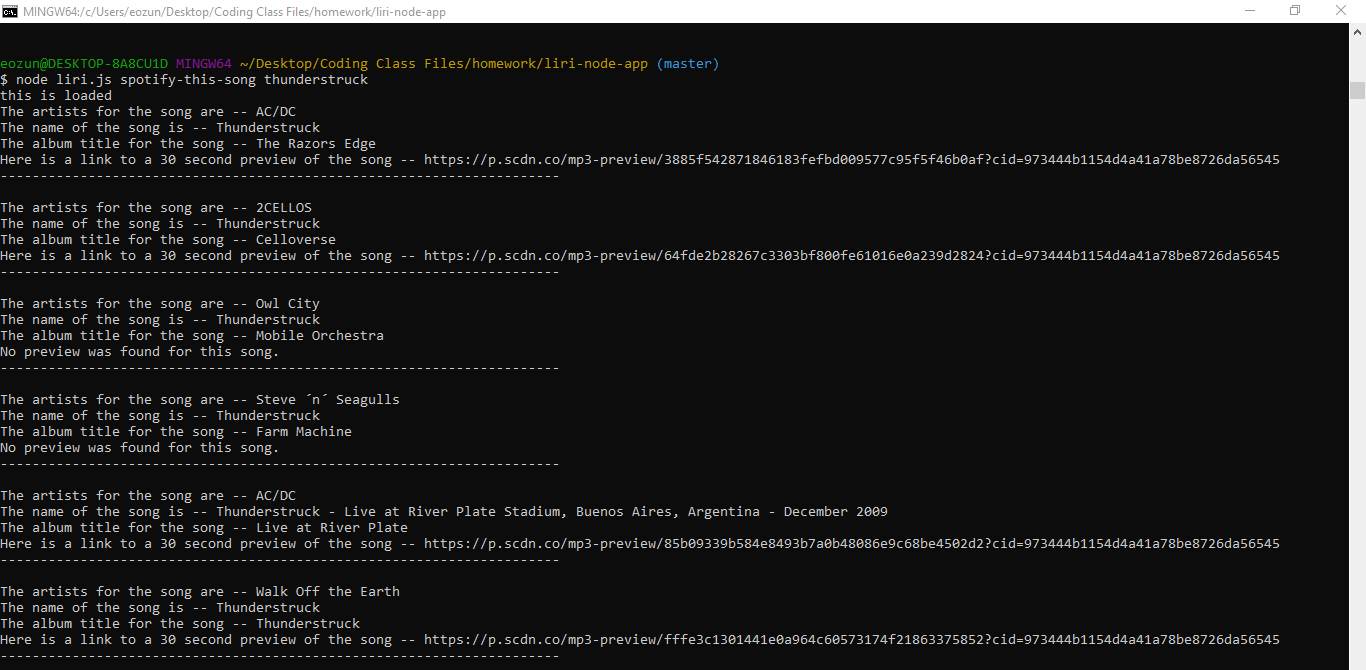 MINGW64:/c/Users/eozun/Desktop/Coding Class Files/homework/liri-node-app
eozun@DESKTOP-8A8CU1D MINGW64 ~/Desktop/Coding Class Files/homework/liri-node-app (master)
$ node liri.js spotify-this-song thunderstruck
this is loaded
The artists for the song are -- AC/DC
The name of the song is -- Thunderstruck
The album title for the song -- The Razors Edge
Here is a link to a 30 second preview of the song -- https://p.scdn.co/mp3-preview/3885f542871846183fefbd009577c95f5f46b0af?cid=973444b1154d4a41a78be8726da56545
----------------------------------------------------------------------
The artists for the song are -- 2CELLOS
The name of the song is -- Thunderstruck
The album title for the song -- Celloverse
Here is a link to a 30 second preview of the song -- https://p.scdn.co/mp3-preview/64fde2b28267c3303bf800fe61016e0a239d2824?cid=973444b1154d4a41a78be8726da56545
----------------------------------------------------------------------
The artists for the song are -- Owl City
The name of the song is -- Thunderstruck
The album title for the song -- Mobile Orchestra
No preview was found for this song.
----------------------------------------------------------------------
The artists for the song are -- Steve ´n´ Seagulls
The name of the song is -- Thunderstruck
The album title for the song -- Farm Machine
No preview was found for this song.
----------------------------------------------------------------------
The artists for the song are -- AC/DC
The name of the song is -- Thunderstruck - Live at River Plate Stadium, Buenos Aires, Argentina - December 2009
The album title for the song -- Live at River Plate
Here is a link to a 30 second preview of the song -- https://p.scdn.co/mp3-preview/85b09339b584e8493b7a0b48086e9c68be4502d2?cid=973444b1154d4a41a78be8726da56545
----------------------------------------------------------------------
The artists for the song are -- Walk Off the Earth
The name of the song is -- Thunderstruck
The album title for the song -- Thunderstruck
Here is a link to a 30 second preview of the song -- https://p.scdn.co/mp3-preview/fffe3c1301441e0a964c60573174f21863375852?cid=973444b1154d4a41a78be8726da56545
----------------------------------------------------------------------